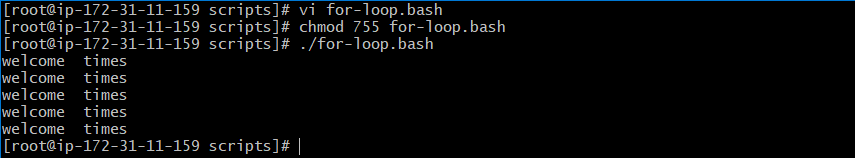 [root@ip-172-31-11-159 scripts]# vi for-loop.bash
[root@ip-172-31-11-159 scripts]# chmod 755 for-loop.bash
[root@ip-172-31-11-159 scripts]# ./for-loop.bash
welcome  times
welcome  times
welcome  times
welcome  times
welcome  times
[root@ip-172-31-11-159 scripts]#